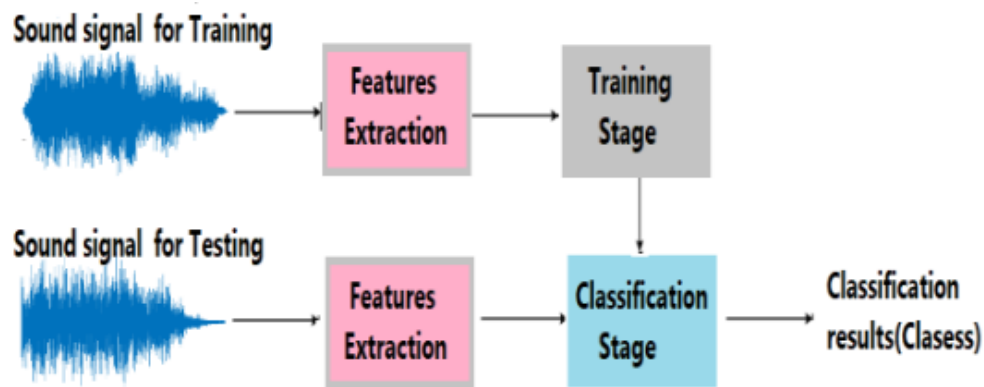 Sound signal for Training
Features
Extraction
Training
Stage
Sound signal for Testing
Features
Extraction
Classification
Stage
Classification
results(Clasess)